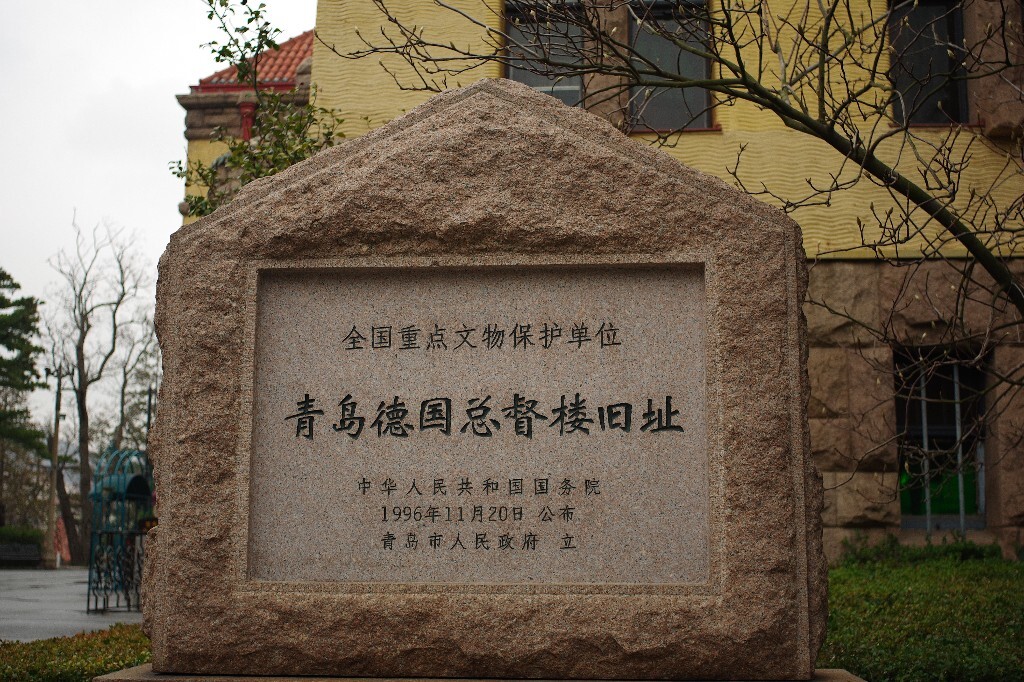 全国重点文物保护单位
青岛德国总督楼旧址
中华人民共和国国务院
1996年11月20日 公布
青岛市人民政府 立